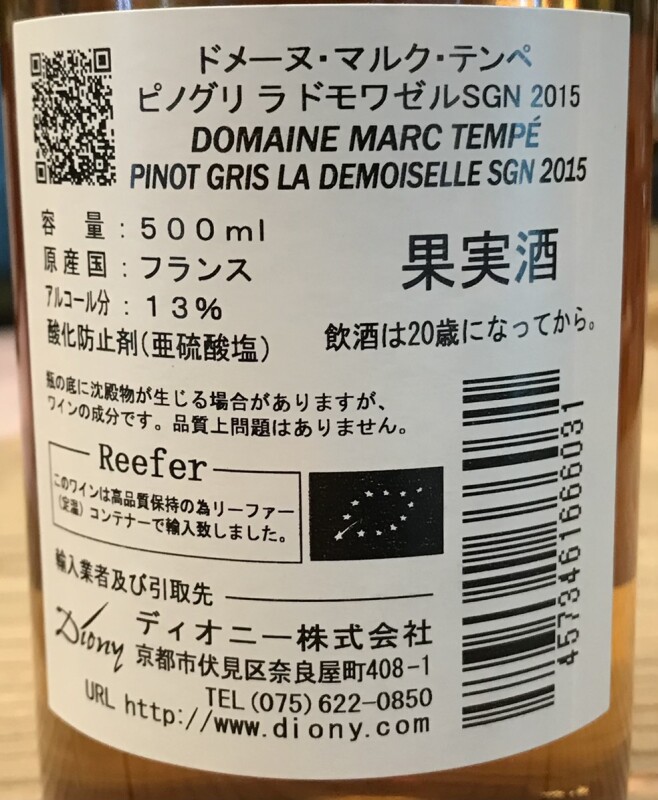 ドメーヌ・マルク・テンペ
ピノグリ ラ ドモワゼルSGN 2015
DOMAINE MARC TEMPÉ
PINOT GRIS LA DEMOISELLE SGN 2015
容 量：500ml
原産国：フランス
アルコール分：13%
酸化防止剤(亜硫酸塩)
果実酒
飲酒は20歳になってから。
瓶の底に沈殿物が生じる場合がありますが、
ワインの成分です。品質上問題はありません。
Reefer
このワインは高品質保持の為リーファー
(定温)コンテナーで輸入致しました。
輸入業者及び引取先
Diony ディオニー株式会社
京都市伏見区奈良屋町408-1
TEL(075)622-0850
URL http://www.diony.com
4573461666031